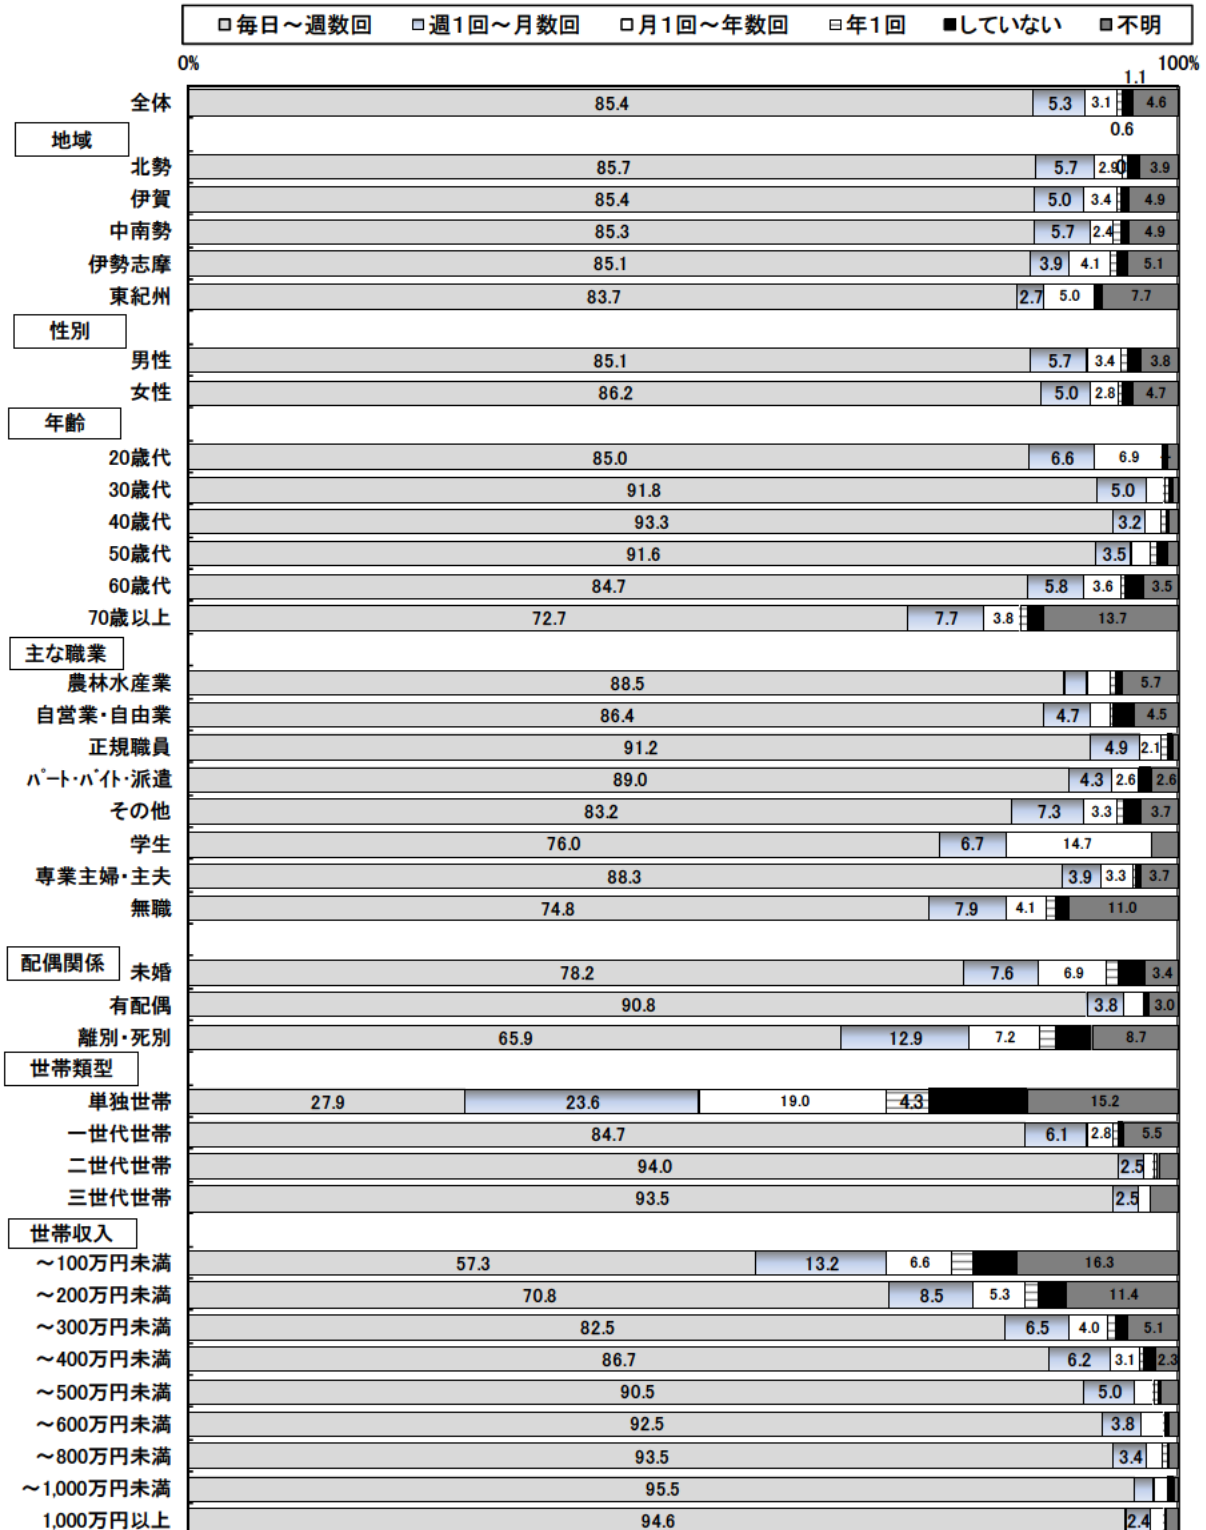 毎日～週数回 週1回～月数回 月1回～年数回 年1回 していない 不明
0% 100%
1.1
全体 85.4 5.3 3.1 4.6
0.6
地域
北勢 85.7 5.7 2.9 3.9
伊賀 85.4 5.0 3.4 4.9
中南勢 85.3 5.7 2.4 4.9
伊勢志摩 85.1 3.9 4.1 5.1
東紀州 83.7 2.7 5.0 7.7
性別
男性 85.1 5.7 3.4 3.8
女性 86.2 5.0 2.8 4.7
年齢
20歳代 85.0 6.6 6.9
30歳代 91.8 5.0
40歳代 93.3 3.2
50歳代 91.6 3.5
60歳代 84.7 5.8 3.6 3.5
70歳以上 72.7 7.7 3.8 13.7
主な職業
農林水産業 88.5 5.7
自営業・自由業 86.4 4.7 4.5
正規職員 91.2 4.9 2.1
ﾊﾟｰﾄ･ﾊﾞｲﾄ･派遣 89.0 4.3 2.6 2.6
その他 83.2 7.3 3.3 3.7
学生 76.0 6.7 14.7
専業主婦・主夫 88.3 3.9 3.3 3.7
無職 74.8 7.9 4.1 11.0
配偶関係
未婚 78.2 7.6 6.9 3.4
有配偶 90.8 3.8 3.0
離別・死別 65.9 12.9 7.2 8.7
世帯類型
単独世帯 27.9 23.6 19.0 4.3 15.2
一世代世帯 84.7 6.1 2.8 5.5
二世代世帯 94.0 2.5
三世代世帯 93.5 2.5
世帯収入
～100万円未満 57.3 13.2 6.6 16.3
～200万円未満 70.8 8.5 5.3 11.4
～300万円未満 82.5 6.5 4.0 5.1
～400万円未満 86.7 6.2 3.1 2.3
～500万円未満 90.5 5.0
～600万円未満 92.5 3.8
～800万円未満 93.5 3.4
～1,000万円未満 95.5
1,000万円以上 94.6 2.4